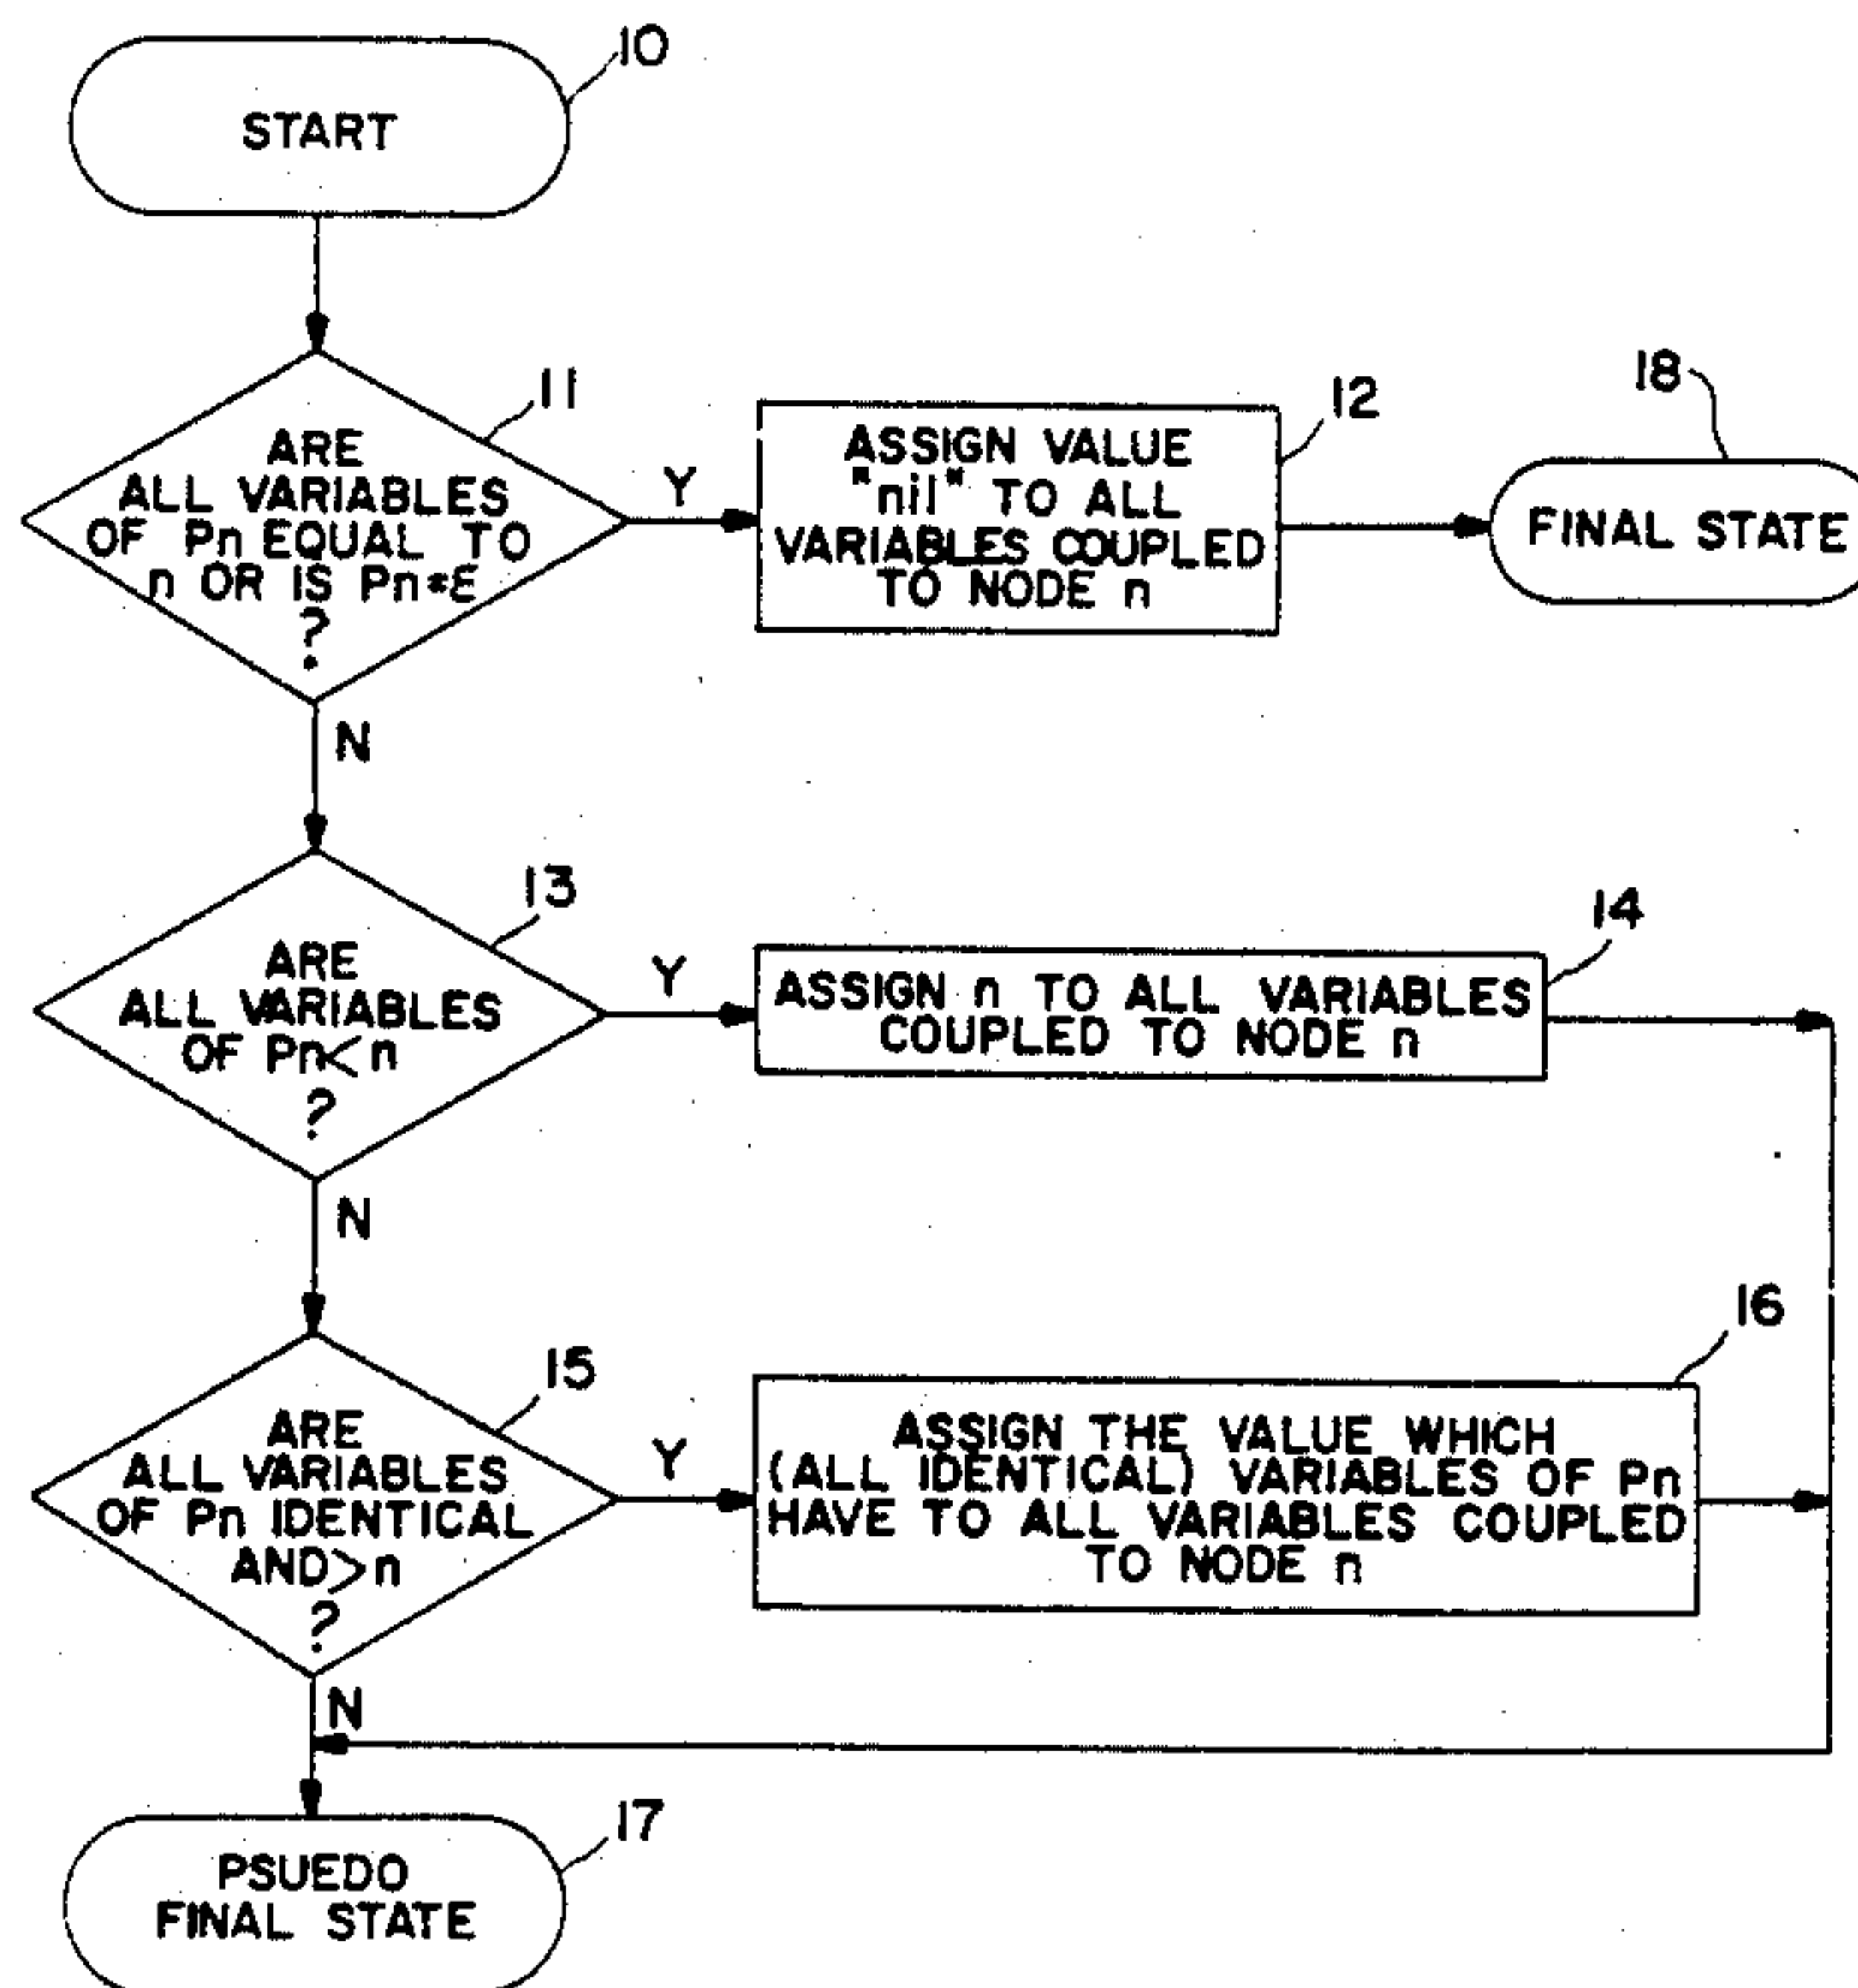 10
START
11
ARE
ALL VARIABLES
OF Pn EQUAL TO
n OR IS Pn=ε
?
Y
12
ASSIGN VALUE
"nil" TO ALL
VARIABLES COUPLED
TO NODE n
18
FINAL STATE
N
13
ARE
ALL VARIABLES
OF Pn< n
?
Y
14
ASSIGN n TO ALL VARIABLES
COUPLED TO NODE n
N
15
ARE
ALL VARIABLES
OF Pn IDENTICAL
AND>n
?
Y
16
ASSIGN THE VALUE WHICH
(ALL IDENTICAL) VARIABLES OF Pn
HAVE TO ALL VARIABLES COUPLED
TO NODE n
N
17
PSUEDO
FINAL STATE